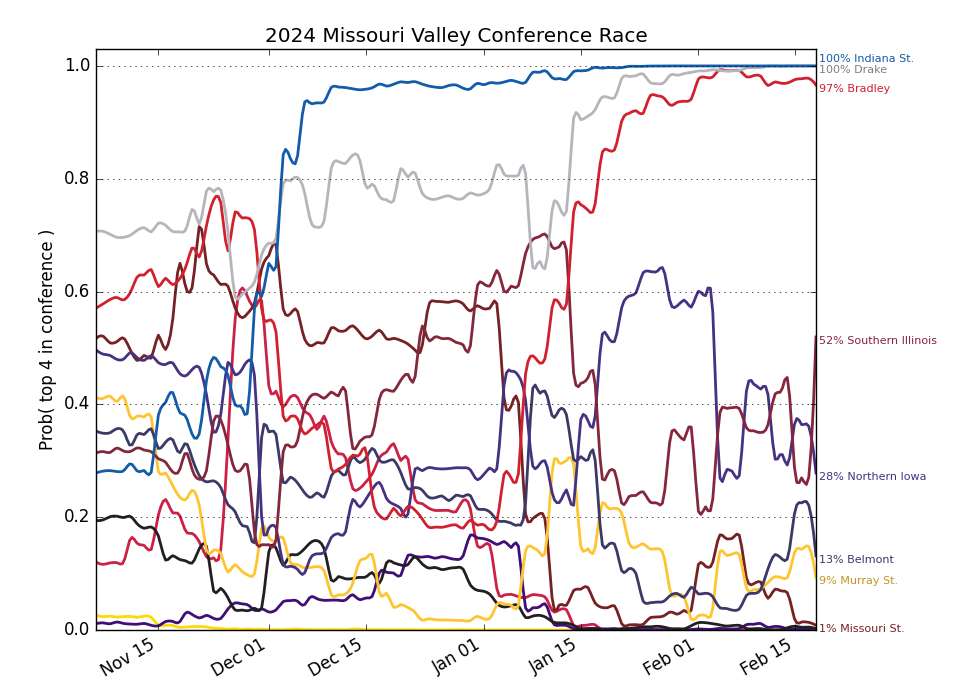 2024 Missouri Valley Conference Race
Prob( top 4 in conference )
1.0
0.8
0.6
0.4
0.2
0.0
Nov 15
Dec 01
Dec 15
Jan 01
Jan 15
Feb 01
Feb 15
100% Indiana St.
100% Drake
97% Bradley
52% Southern Illinois
28% Northern Iowa
13% Belmont
9% Murray St.
1% Missouri St.